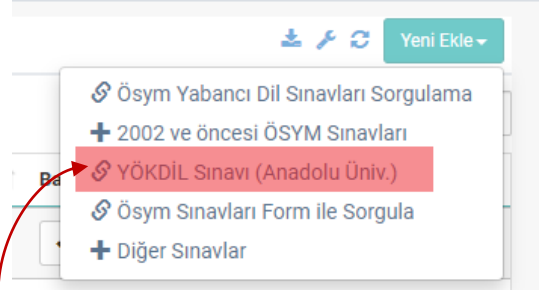 Yeni Ekle
Ösym Yabancı Dil Sınavları Sorgulama
2002 ve öncesi ÖSYM Sınavları
YÖKDİL Sınavı (Anadolu Üniv.)
Ösym Sınavları Form ile Sorgula
Diğer Sınavlar